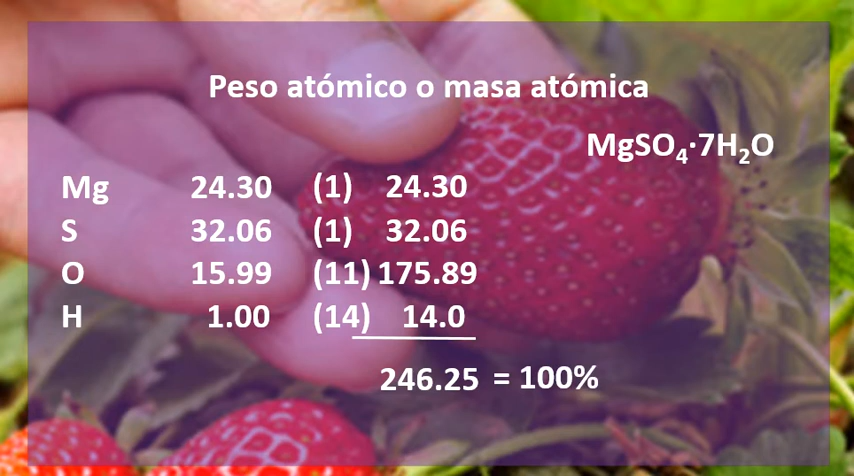 Peso atómico o masa atómica
MgSO₄·7H₂O
Mg 24.30 (1) 24.30
S 32.06 (1) 32.06
O 15.99 (11) 175.89
H 1.00 (14) 14.0
246.25 = 100%